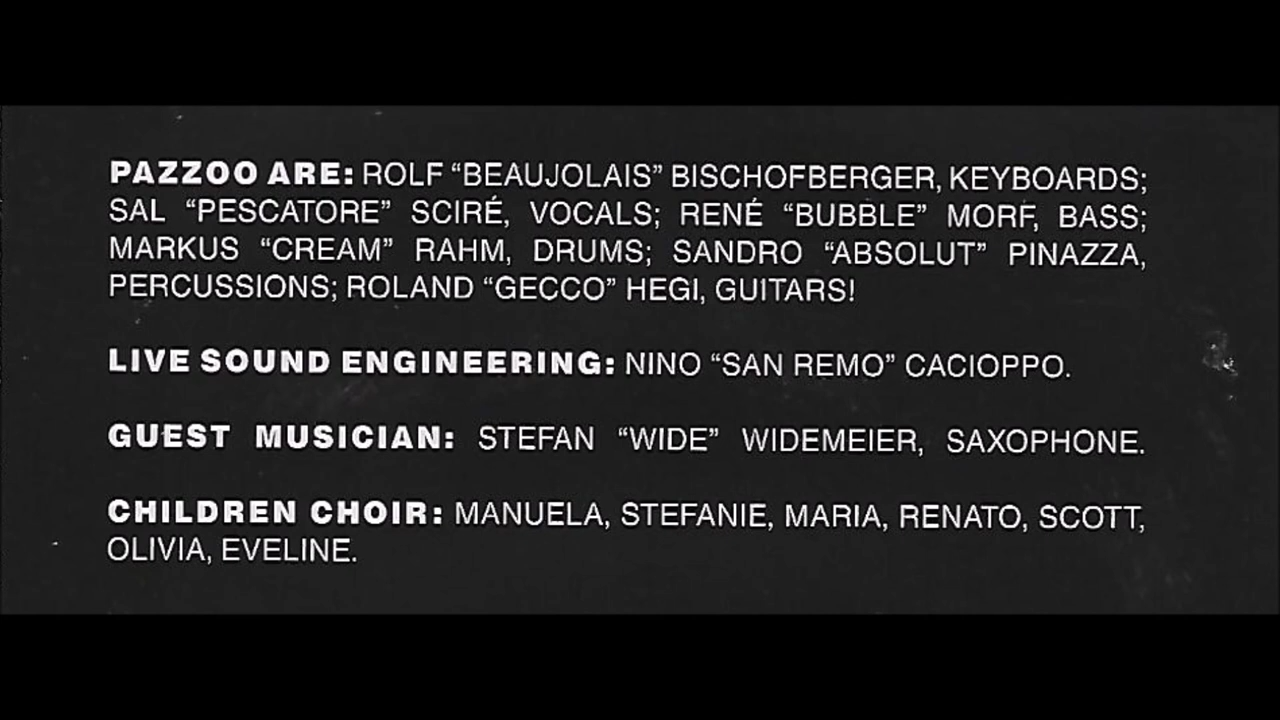 PAZZOO ARE: ROLF “BEAUJOLAIS” BISCHOFBERGER, KEYBOARDS;
SAL “PESCATORE” SCIRÉ, VOCALS; RENÉ “BUBBLE” MORF, BASS;
MARKUS “CREAM” RAHM, DRUMS; SANDRO “ABSOLUT” PINAZZA,
PERCUSSIONS; ROLAND “GECCO” HEGI, GUITARS!
LIVE SOUND ENGINEERING: NINO “SAN REMO” CACIOPPO.
GUEST MUSICIAN: STEFAN “WIDE” WIDEMEIER, SAXOPHONE.
CHILDREN CHOIR: MANUELA, STEFANIE, MARIA, RENATO, SCOTT,
OLIVIA, EVELINE.